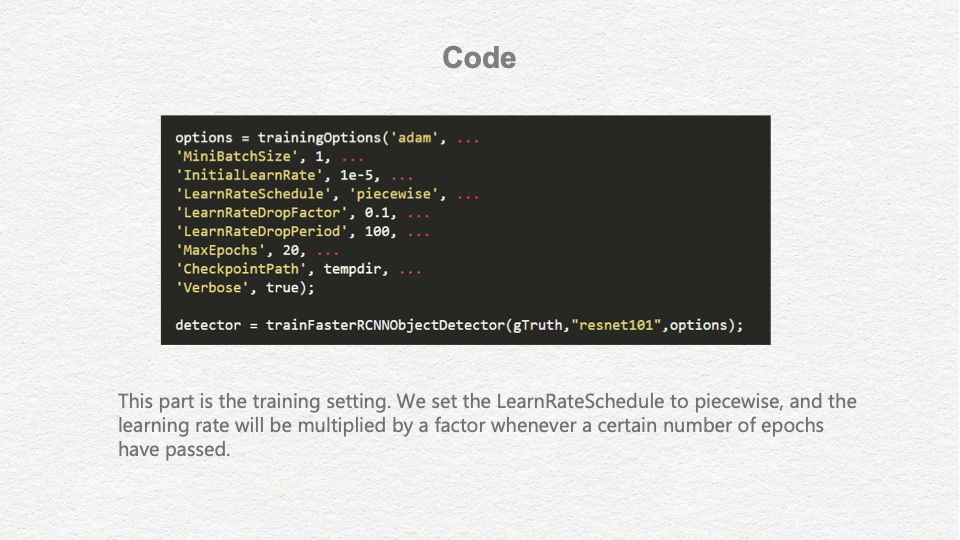 Code
options = trainingOptions('adam', ...
'MiniBatchSize', 1, ...
'InitialLearnRate', 1e-5, ...
'LearnRateSchedule', 'piecewise', ...
'LearnRateDropFactor', 0.1, ...
'LearnRateDropPeriod', 100, ...
'MaxEpochs', 20, ...
'CheckpointPath', tempdir, ...
'Verbose', true);
detector = trainFasterRCNNObjectDetector(gTruth,"resnet101",options);
This part is the training setting. We set the LearnRateSchedule to piecewise, and the
learning rate will be multiplied by a factor whenever a certain number of epochs
have passed.